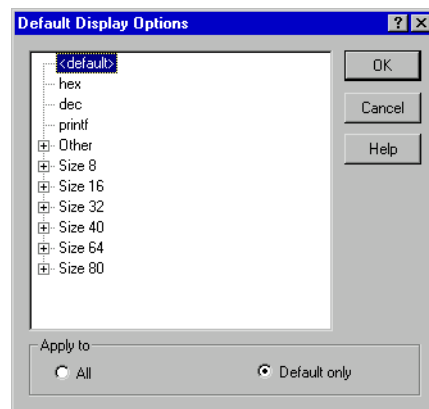 Default Display Options
<default>
hex
dec
printf
Other
Size 8
Size 16
Size 32
Size 40
Size 64
Size 80
OK
Cancel
Help
Apply to
All
Default only